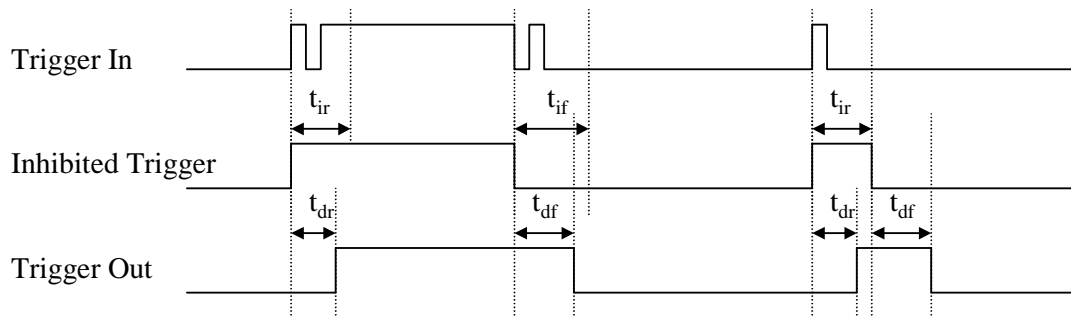 Trigger In
t_ir t_if t_ir
Inhibited Trigger
t_dr t_df t_dr t_df
Trigger Out